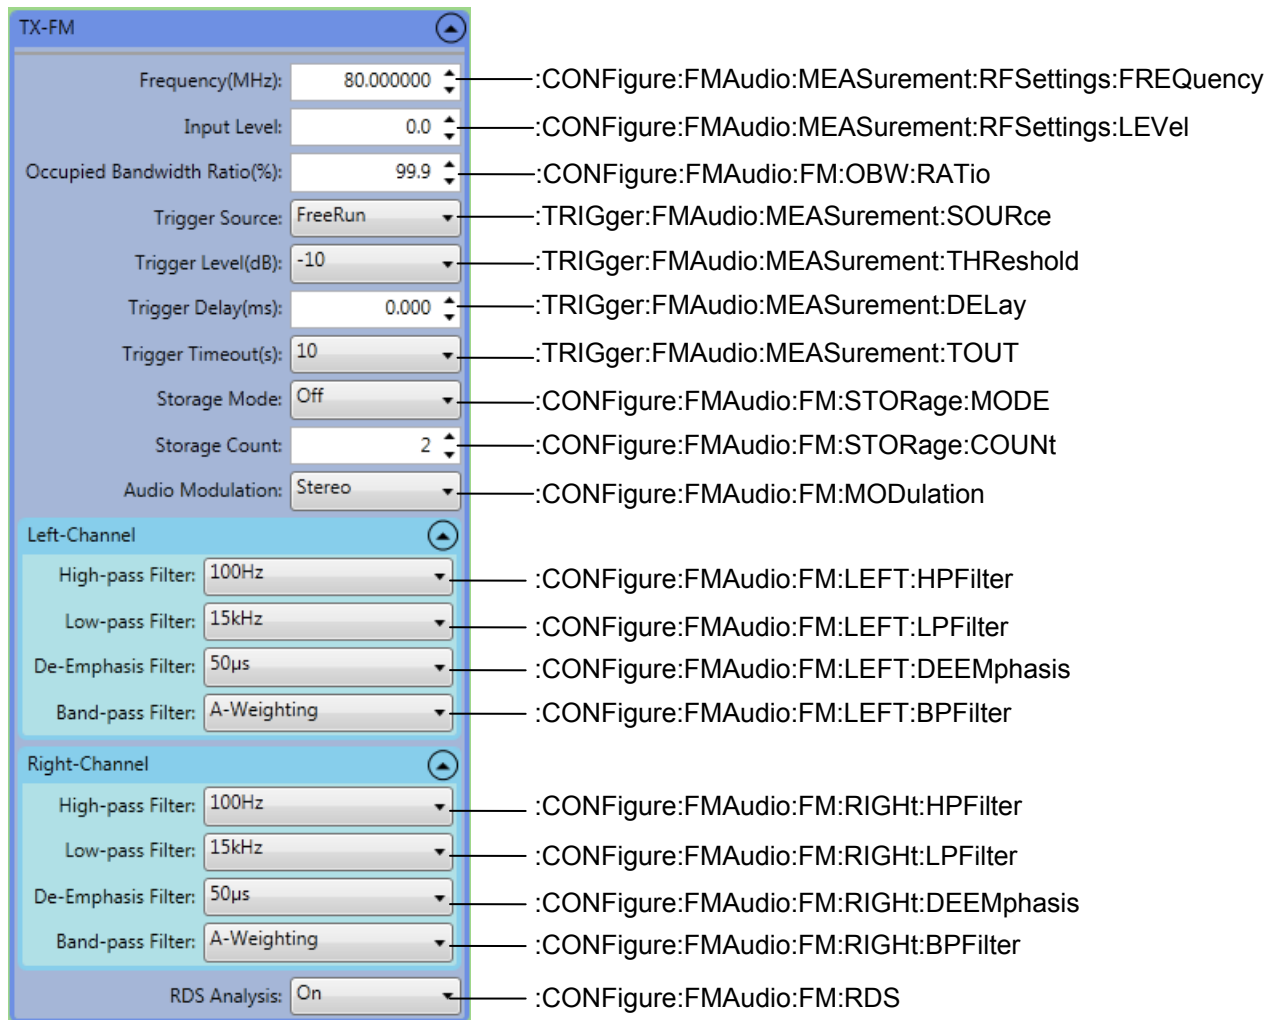 TX-FM
Frequency(MHz): 80.000000 :CONFigure:FMAudio:MEASurement:RFSettings:FREQuency
Input Level: 0.0 :CONFigure:FMAudio:MEASurement:RFSettings:LEVel
Occupied Bandwidth Ratio(%): 99.9 :CONFigure:FMAudio:FM:OBW:RATio
Trigger Source: FreeRun :TRIGger:FMAudio:MEASurement:SOURce
Trigger Level(dB): -10 :TRIGger:FMAudio:MEASurement:THReshold
Trigger Delay(ms): 0.000 :TRIGger:FMAudio:MEASurement:DELay
Trigger Timeout(s): 10 :TRIGger:FMAudio:MEASurement:TOUT
Storage Mode: Off :CONFigure:FMAudio:FM:STORage:MODE
Storage Count: 2 :CONFigure:FMAudio:FM:STORage:COUNt
Audio Modulation: Stereo :CONFigure:FMAudio:FM:MODulation
Left-Channel
High-pass Filter: 100Hz :CONFigure:FMAudio:FM:LEFT:HPFilter
Low-pass Filter: 15kHz :CONFigure:FMAudio:FM:LEFT:LPFilter
De-Emphasis Filter: 50µs :CONFigure:FMAudio:FM:LEFT:DEEMphasis
Band-pass Filter: A-Weighting :CONFigure:FMAudio:FM:LEFT:BPFilter
Right-Channel
High-pass Filter: 100Hz :CONFigure:FMAudio:FM:RIGHt:HPFilter
Low-pass Filter: 15kHz :CONFigure:FMAudio:FM:RIGHt:LPFilter
De-Emphasis Filter: 50µs :CONFigure:FMAudio:FM:RIGHt:DEEMphasis
Band-pass Filter: A-Weighting :CONFigure:FMAudio:FM:RIGHt:BPFilter
RDS Analysis: On :CONFigure:FMAudio:FM:RDS